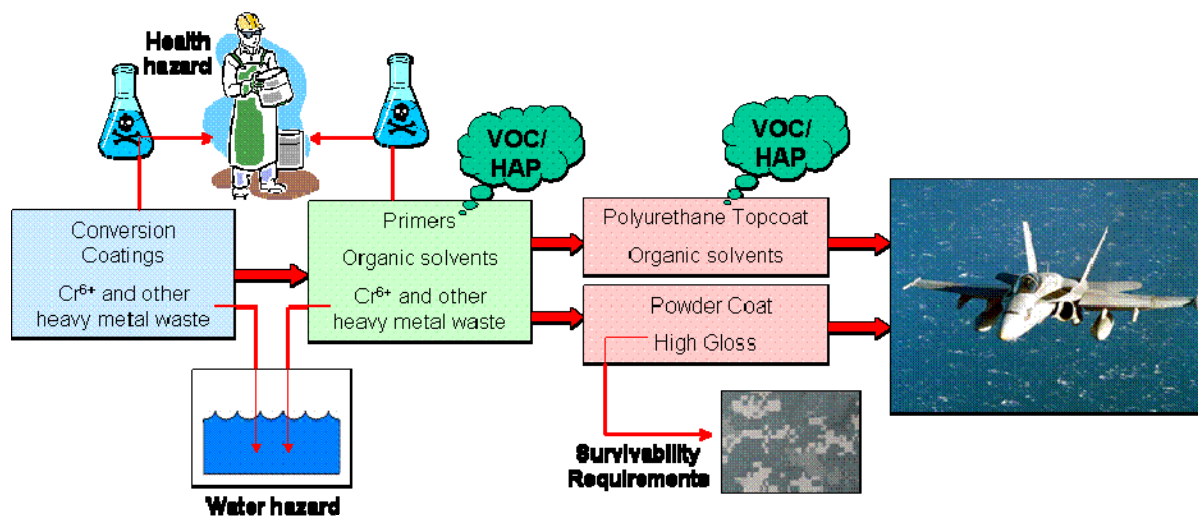 Health
hazard
VOC/
HAP
VOC/
HAP
Conversion
Coatings
Cr⁶⁺ and other
heavy metal waste
Primers
Organic solvents
Cr⁶⁺ and other
heavy metal waste
Polyurethane Topcoat
Organic solvents
Powder Coat
High Gloss
Survivability
Requirements
Water hazard